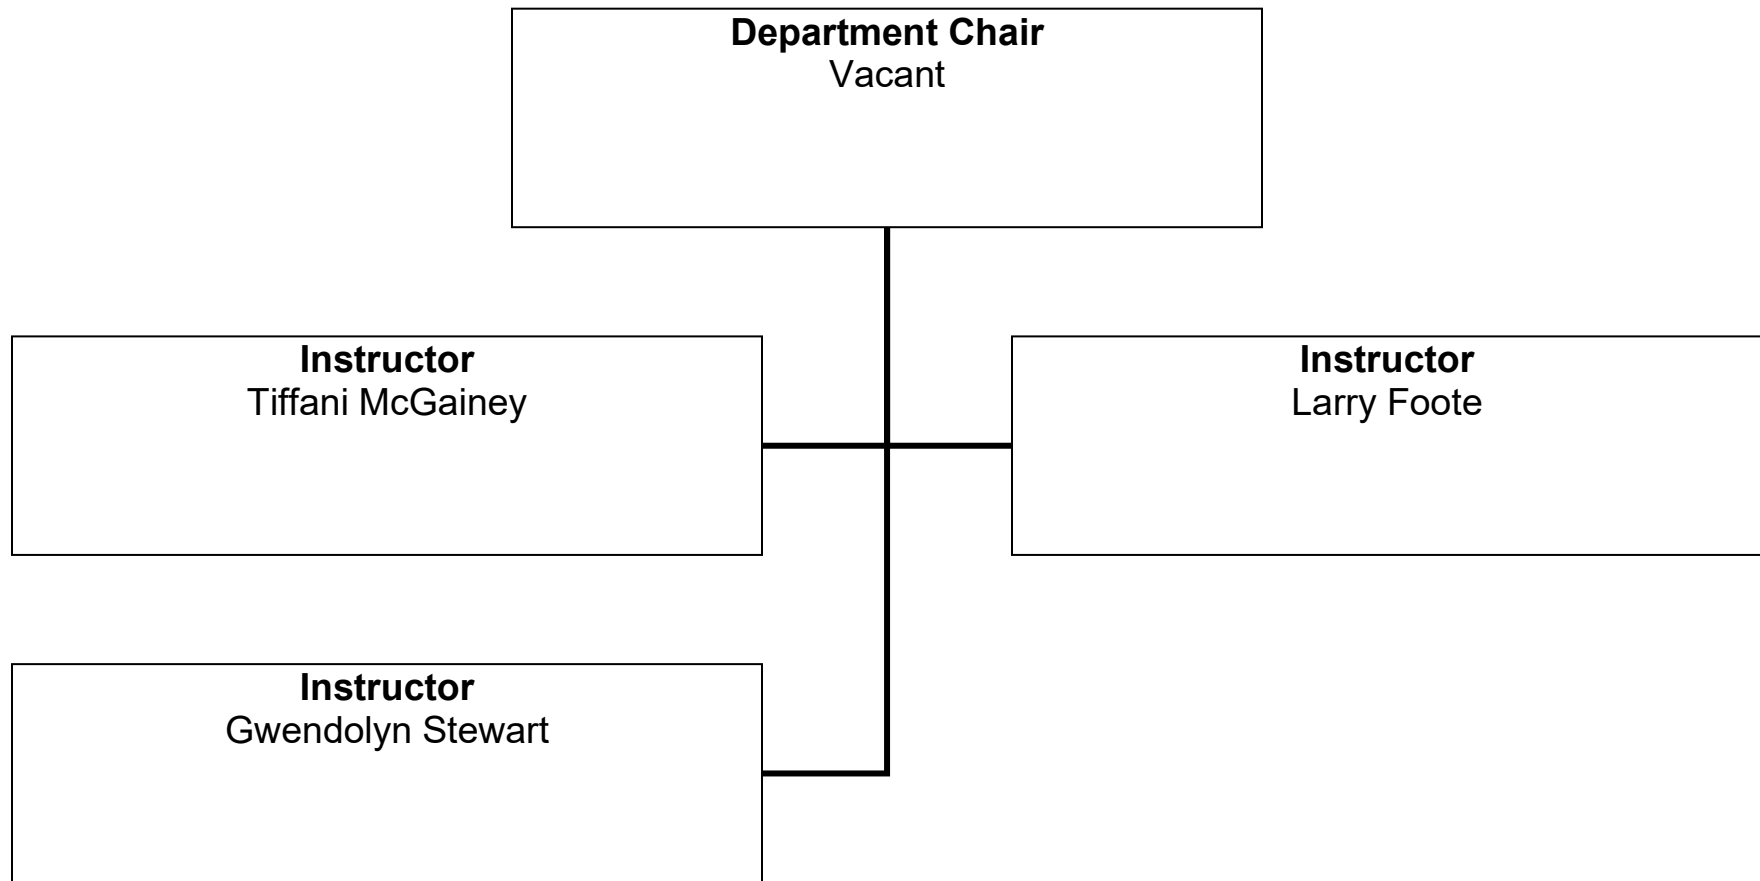 Department Chair
Vacant
Instructor
Tiffani McGainey
Instructor
Larry Foote
Instructor
Gwendolyn Stewart